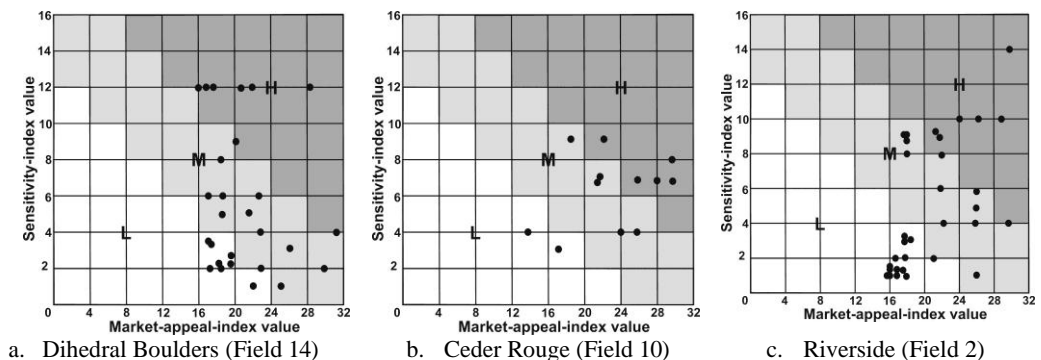 16
14
12
10
8
6
4
2
0 4 8 12 16 20 24 28 32
Sensitivity-index value
Market-appeal-index value
H
M
L
a. Dihedral Boulders (Field 14)
16
14
12
10
8
6
4
2
0 4 8 12 16 20 24 28 32
Sensitivity-index value
Market-appeal-index value
H
M
L
b. Ceder Rouge (Field 10)
16
14
12
10
8
6
4
2
0 4 8 12 16 20 24 28 32
Sensitivity-index value
Market-appeal-index value
H
M
L
c. Riverside (Field 2)